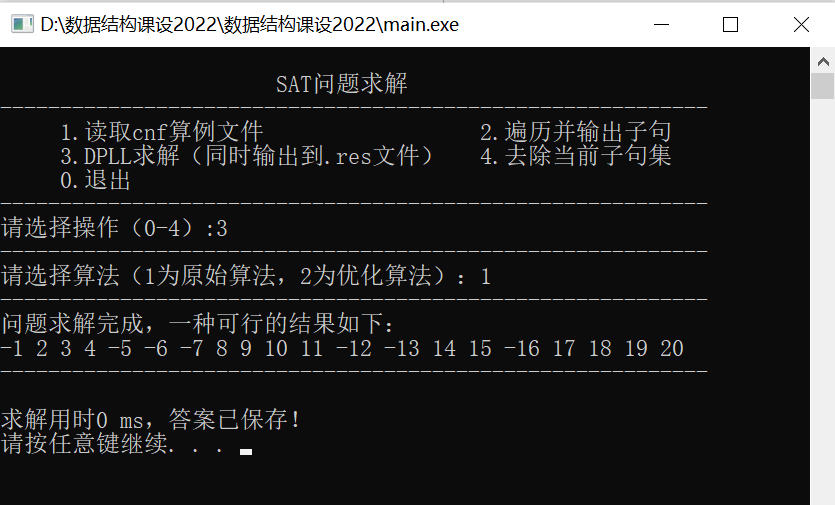 D:\数据结构课设2022\数据结构课设2022\main.exe
SAT问题求解
-----------------------------------------------------------
1.读取cnf算例文件 2.遍历并输出子句
3.DPLL求解（同时输出到.res文件） 4.去除当前子句集
0.退出
-----------------------------------------------------------
请选择操作（0-4）:3
-----------------------------------------------------------
请选择算法（1为原始算法，2为优化算法）：1
-----------------------------------------------------------
问题求解完成，一种可行的结果如下：
-1 2 3 4 -5 -6 -7 8 9 10 11 -12 -13 14 15 -16 17 18 19 20
-----------------------------------------------------------
求解用时0 ms，答案已保存！
请按任意键继续. . .